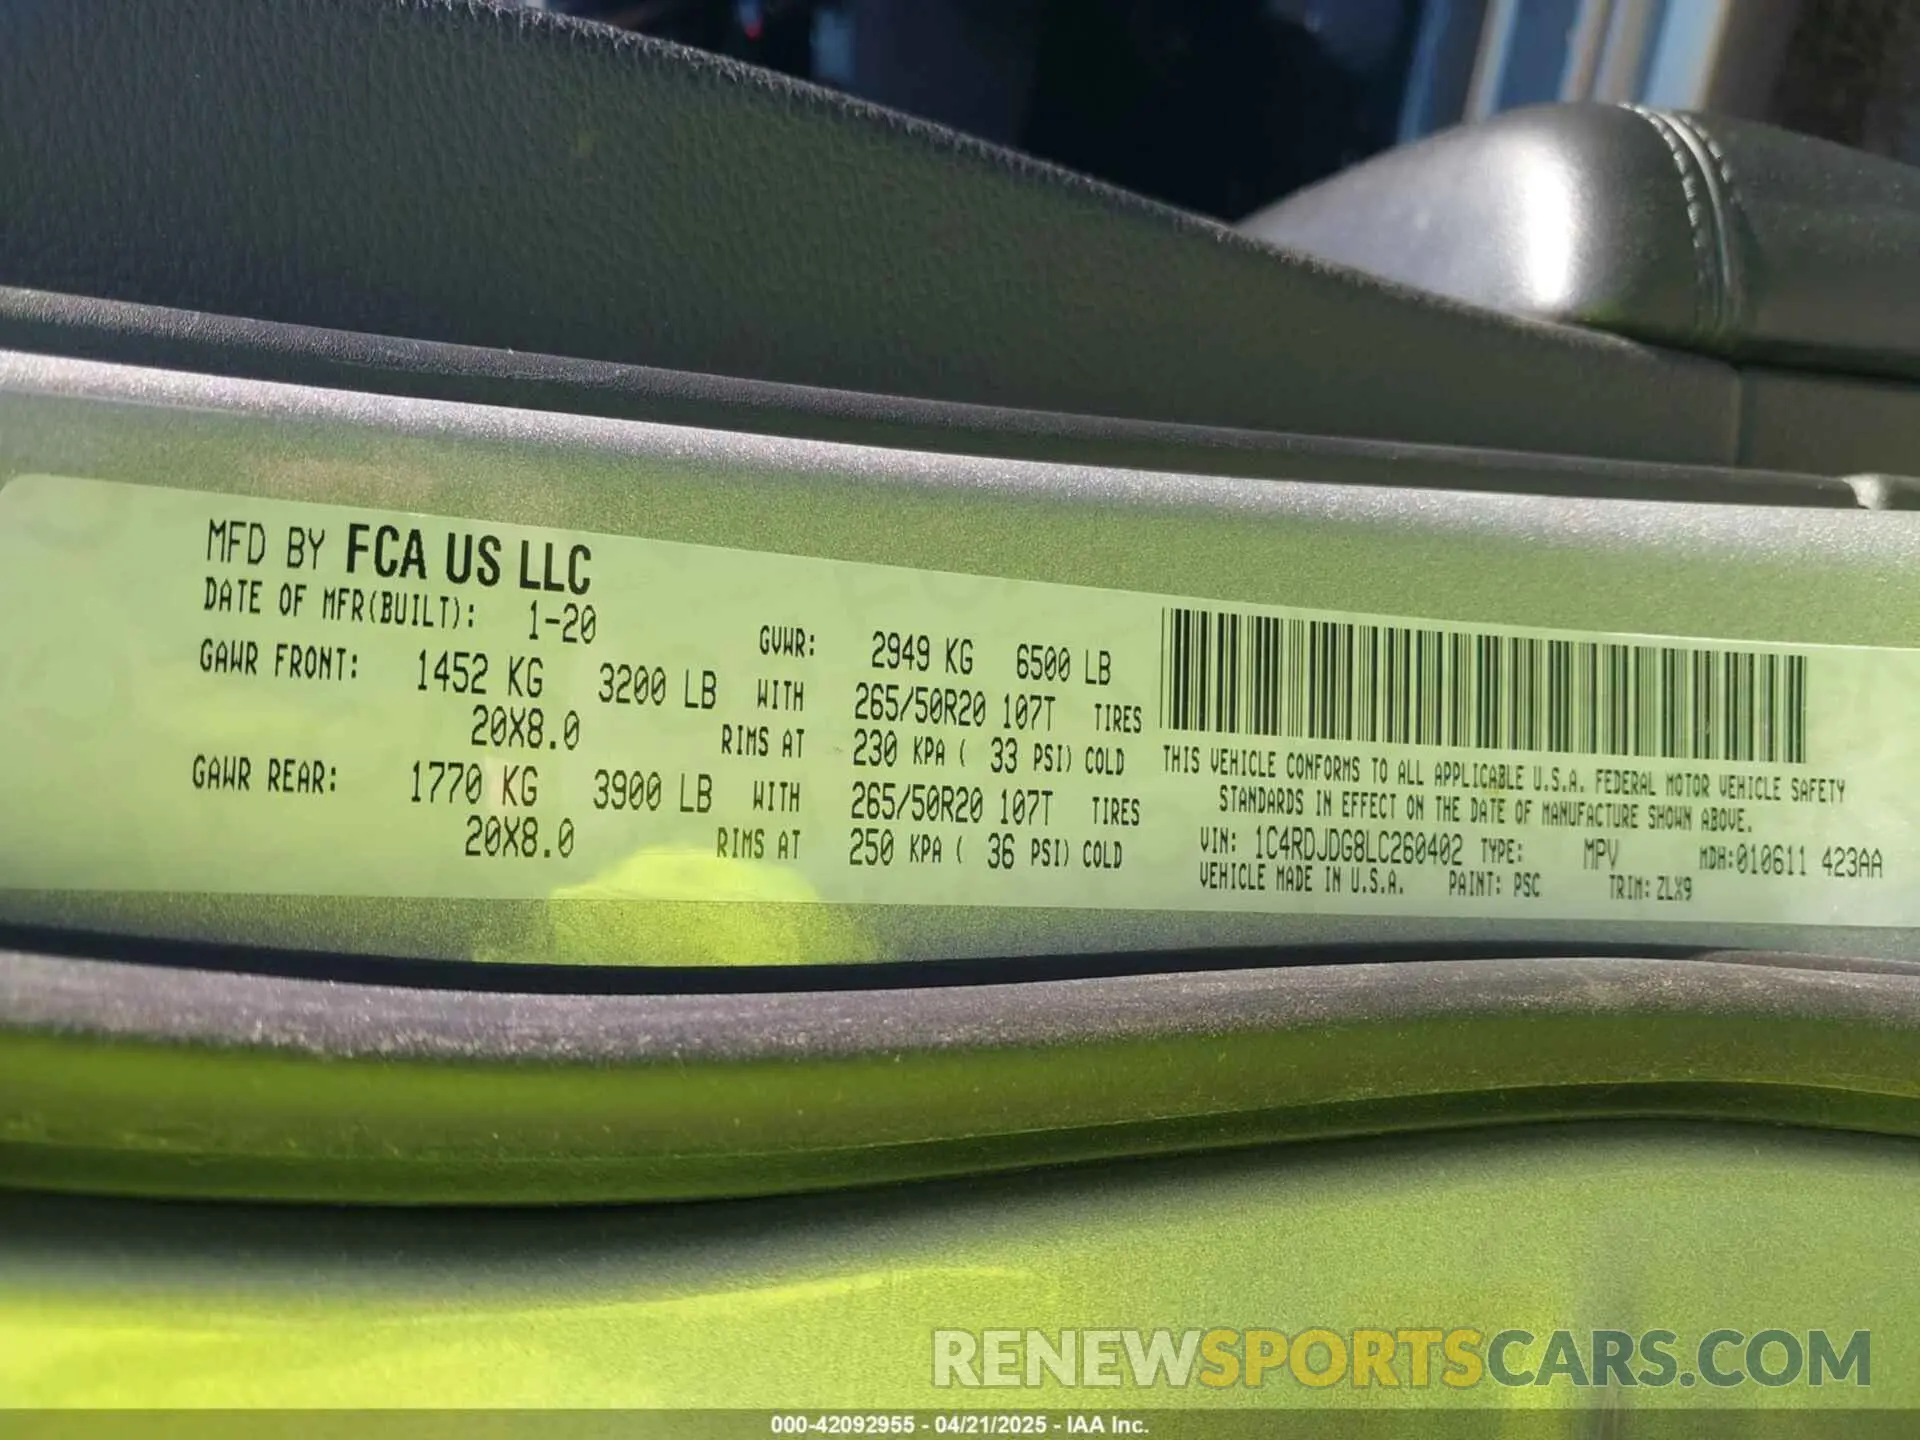 MFD BY FCA US LLC
DATE OF MFR(BUILT): 1-20
GVWR: 2949 KG 6500 LB
GAWR FRONT: 1452 KG 3200 LB WITH 265/50R20 107T TIRES
20X8.0 RIMS AT 230 KPA ( 33 PSI) COLD
GAWR REAR: 1770 KG 3900 LB WITH 265/50R20 107T TIRES
20X8.0 RIMS AT 250 KPA ( 36 PSI) COLD
THIS VEHICLE CONFORMS TO ALL APPLICABLE U.S.A. FEDERAL MOTOR VEHICLE SAFETY
STANDARDS IN EFFECT ON THE DATE OF MANUFACTURE SHOWN ABOVE.
VIN: 1C4RDJDG8LC260402 TYPE: MPV MDH:010611 423AA
VEHICLE MADE IN U.S.A. PAINT: PSC TRIM: ZLX9
RENEWSPORTSCARS.COM
000-42092955 - 04/21/2025 - IAA Inc.